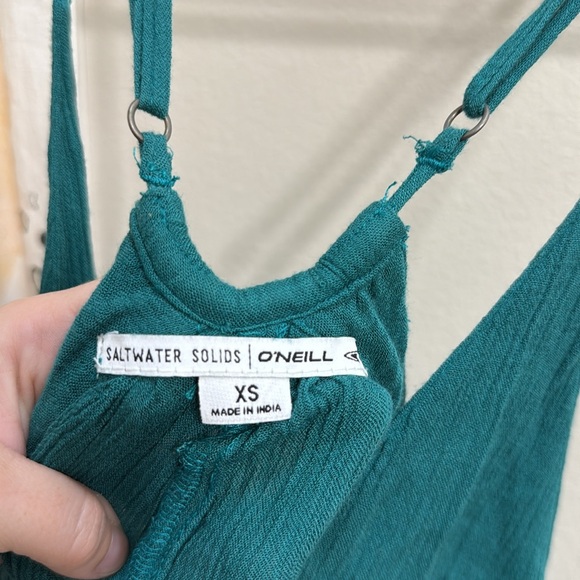 SALTWATER SOLIDS | O'NEILL
XS
MADE IN INDIA